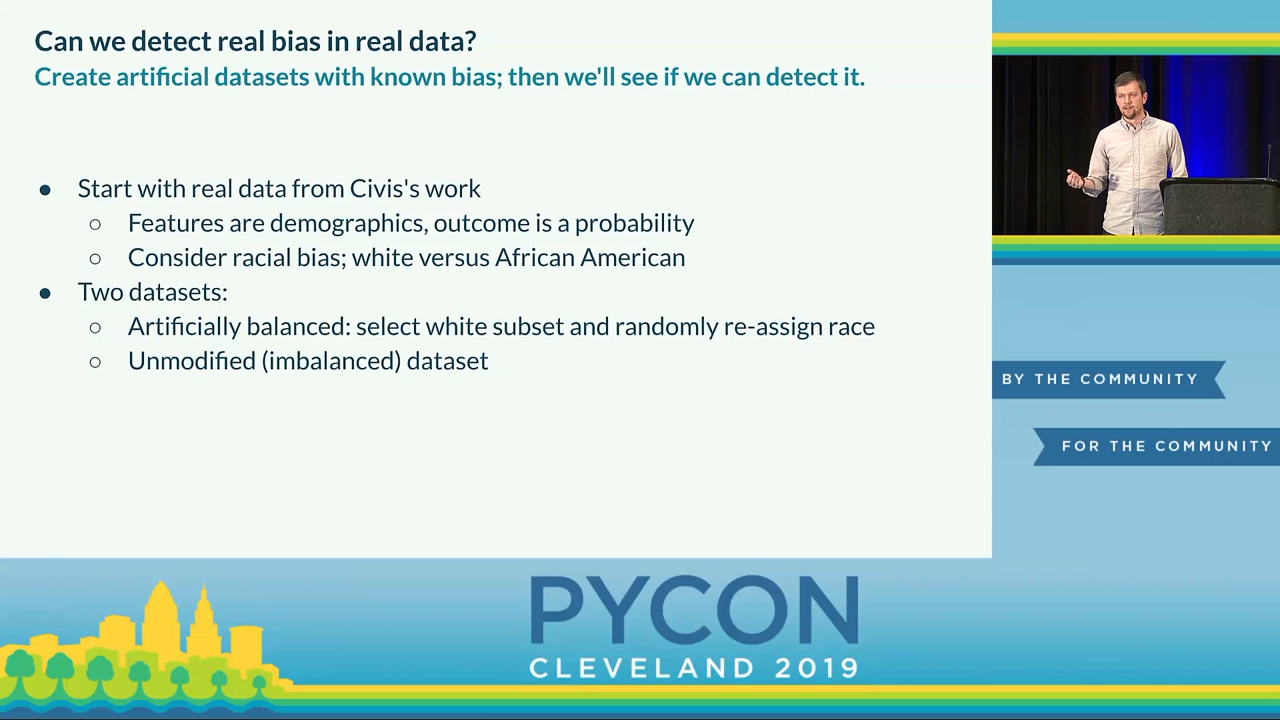 Can we detect real bias in real data?
Create artificial datasets with known bias; then we'll see if we can detect it.
● Start with real data from Civis's work
○ Features are demographics, outcome is a probability
○ Consider racial bias; white versus African American
● Two datasets:
○ Artificially balanced: select white subset and randomly re-assign race
○ Unmodified (imbalanced) dataset
BY THE COMMUNITY
FOR THE COMMUNITY
PYCON
CLEVELAND 2019